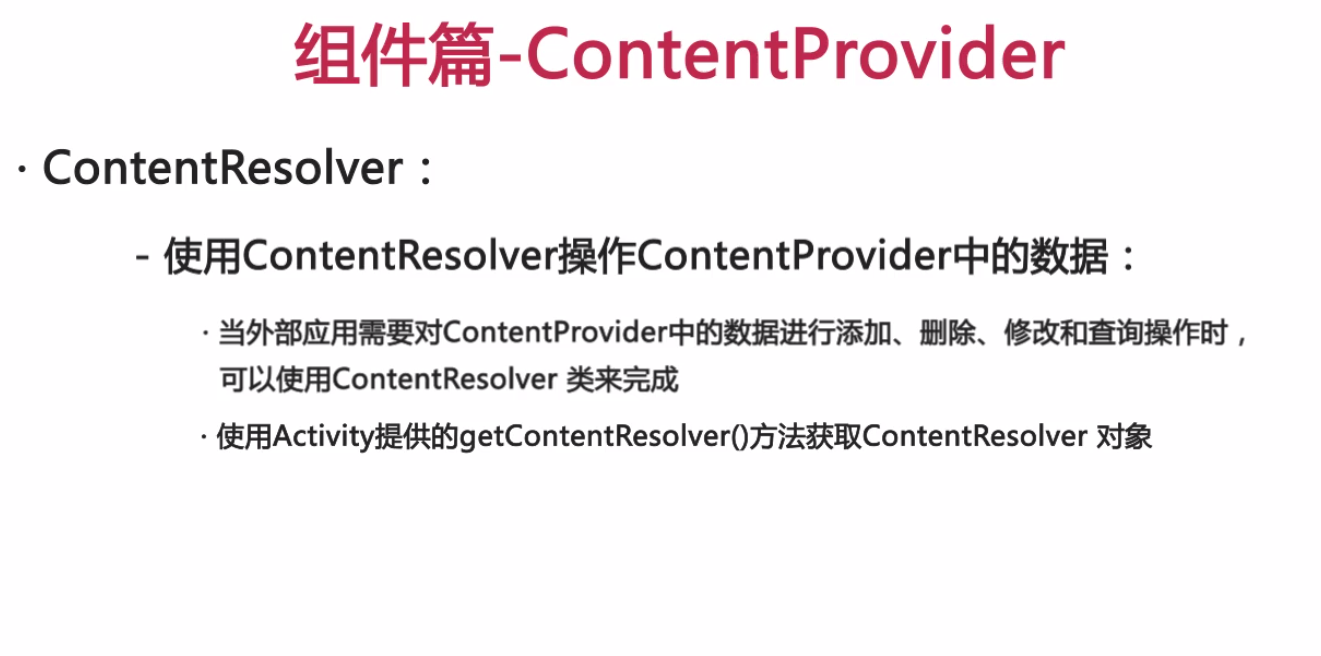 组件篇-ContentProvider
· ContentResolver：
- 使用ContentResolver操作ContentProvider中的数据：
· 当外部应用需要对ContentProvider中的数据进行添加、删除、修改和查询操作时，
可以使用ContentResolver 类来完成
· 使用Activity提供的getContentResolver()方法获取ContentResolver 对象